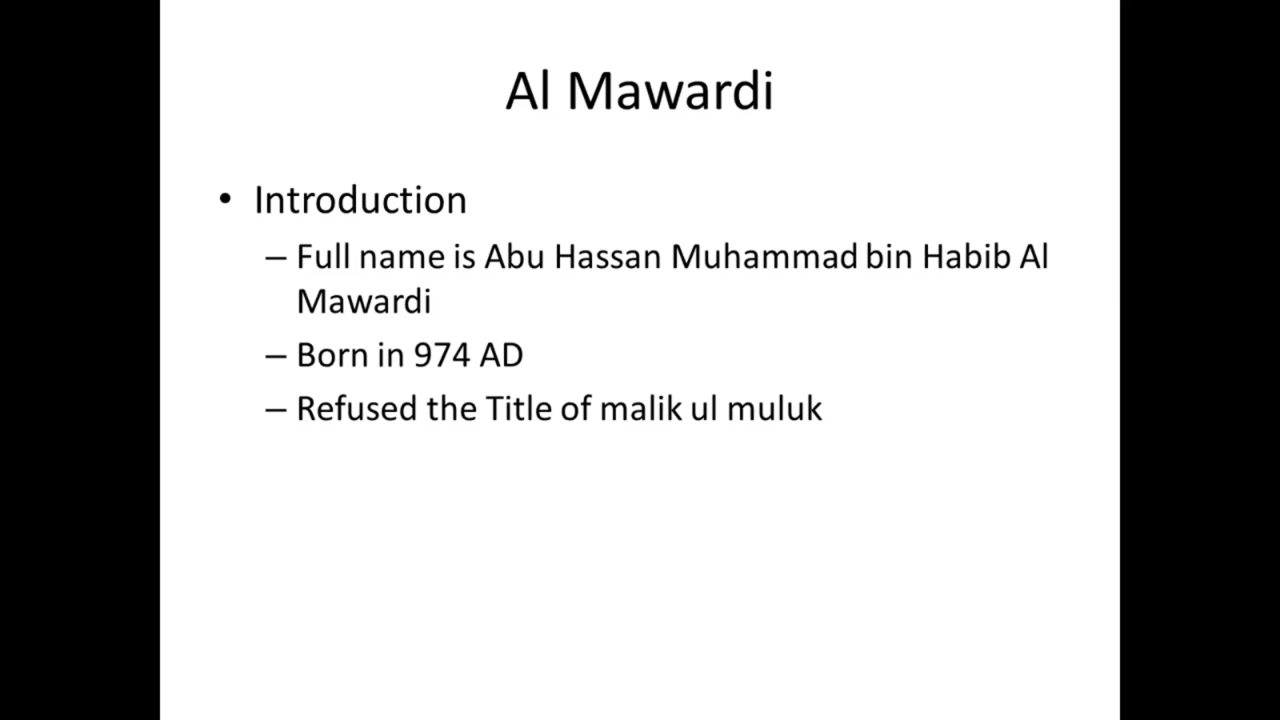 Al Mawardi
• Introduction
– Full name is Abu Hassan Muhammad bin Habib Al
Mawardi
– Born in 974 AD
– Refused the Title of malik ul muluk